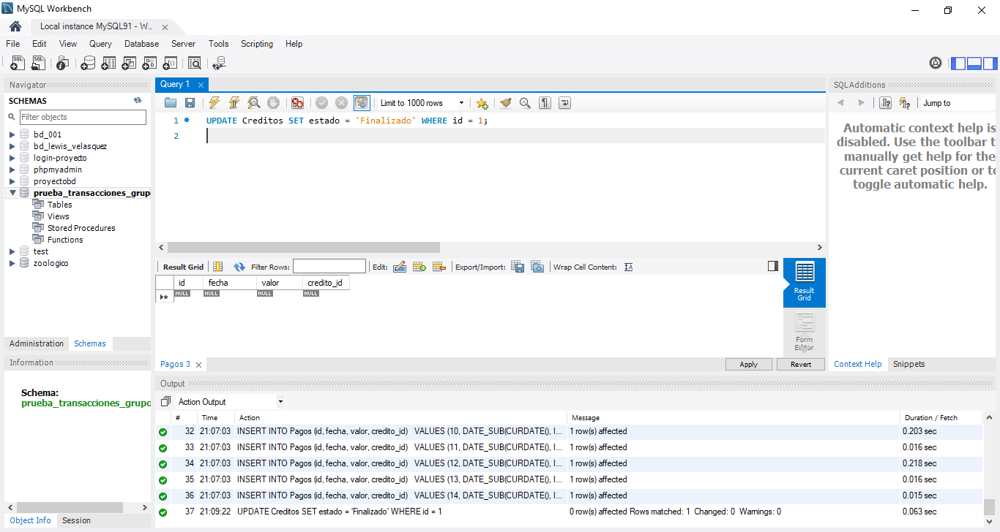 MySQL Workbench
Local instance MySQL91 - W...
File Edit View Query Database Server Tools Scripting Help
Navigator
SCHEMAS
Filter objects
bd_001
bd_lewis_velasquez
login-proyecto
phpmyadmin
proyectobd
prueba_transacciones_grupo
Tables
Views
Stored Procedures
Functions
test
zoologico
Administration Schemas
Information
Schema:
prueba_transacciones_grupo
Object Info Session
Query 1
Limit to 1000 rows
1 UPDATE Creditos SET estado = 'Finalizado' WHERE id = 1;
2
Result Grid Filter Rows: Edit: Export/Import: Wrap Cell Content:
id fecha valor credito_id
NULL NULL NULL NULL
Result
Grid
Form
Editor
Pagos 3 Apply Revert
SQLAdditions
Jump to
Automatic context help is
disabled. Use the toolbar t
manually get help for the
current caret position or to
toggle automatic help.
Context Help Snippets
Output
Action Output
# Time Action Message Duration / Fetch
32 21:07:03 INSERT INTO Pagos (id, fecha, valor, credito_id) VALUES (10, DATE_SUB(CURDATE(), I... 1 row(s) affected 0.203 sec
33 21:07:03 INSERT INTO Pagos (id, fecha, valor, credito_id) VALUES (11, DATE_SUB(CURDATE(), I... 1 row(s) affected 0.016 sec
34 21:07:03 INSERT INTO Pagos (id, fecha, valor, credito_id) VALUES (12, DATE_SUB(CURDATE(), I... 1 row(s) affected 0.218 sec
35 21:07:03 INSERT INTO Pagos (id, fecha, valor, credito_id) VALUES (13, DATE_SUB(CURDATE(), I... 1 row(s) affected 0.016 sec
36 21:07:03 INSERT INTO Pagos (id, fecha, valor, credito_id) VALUES (14, DATE_SUB(CURDATE(), I... 1 row(s) affected 0.015 sec
37 21:09:22 UPDATE Creditos SET estado = 'Finalizado' WHERE id = 1 0 row(s) affected Rows matched: 1 Changed: 0 Warnings: 0 0.063 sec